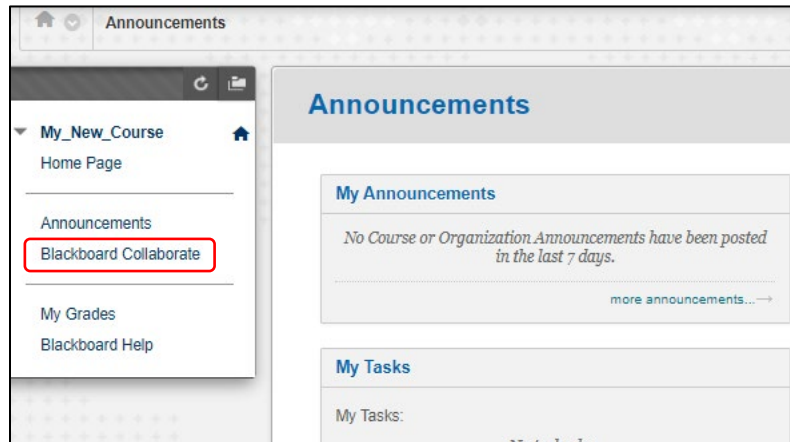 Announcements
My_New_Course
Home Page
Announcements
Blackboard Collaborate
My Grades
Blackboard Help
Announcements
My Announcements
No Course or Organization Announcements have been posted
in the last 7 days.
more announcements...→
My Tasks
My Tasks: